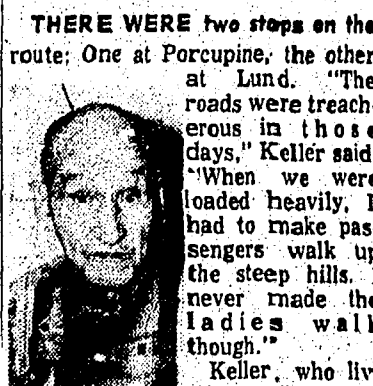 THERE WERE two stops on the
route: One at Porcupine, the other
at Lund. "The
roads were treach-
erous in those
days," Keller said.
"When we were
loaded heavily, I
had to make pas-
sengers walk up
the steep hills. I
never made the
ladies walk
though."
Keller, who liv